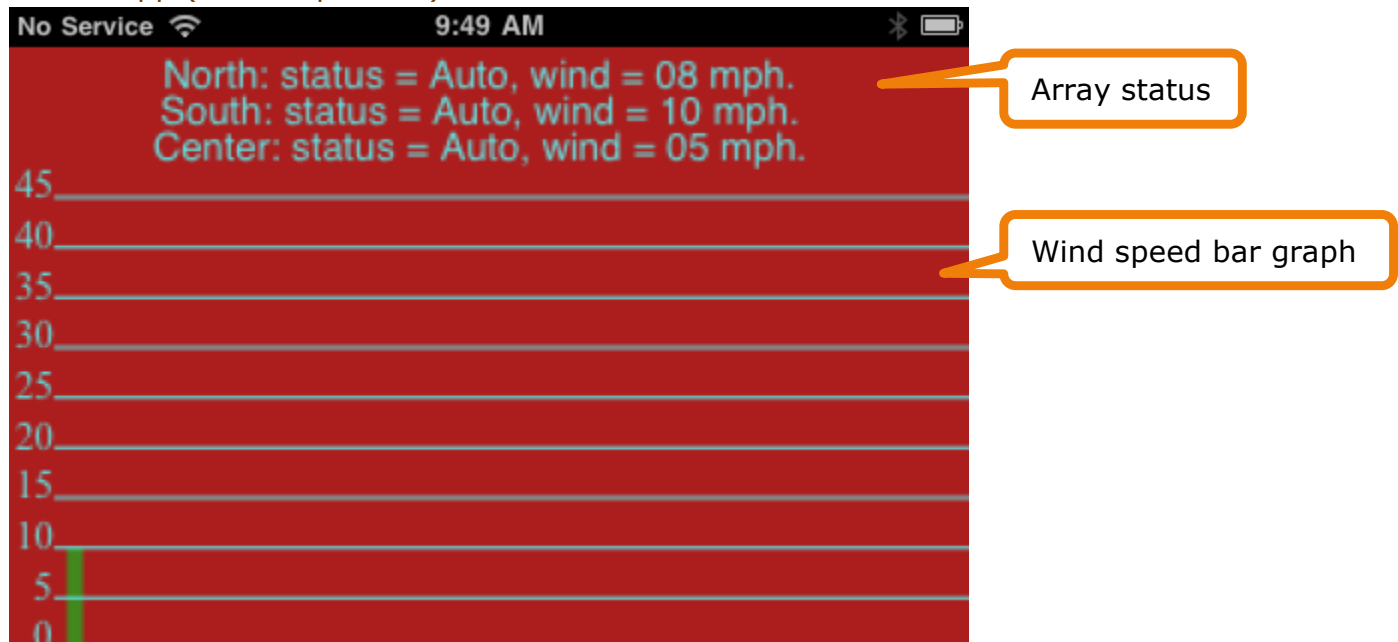 No Service 9:49 AM
North: status = Auto, wind = 08 mph.
South: status = Auto, wind = 10 mph.
Center: status = Auto, wind = 05 mph.
Array status
45
40
Wind speed bar graph
35
30
25
20
15
10
5
0